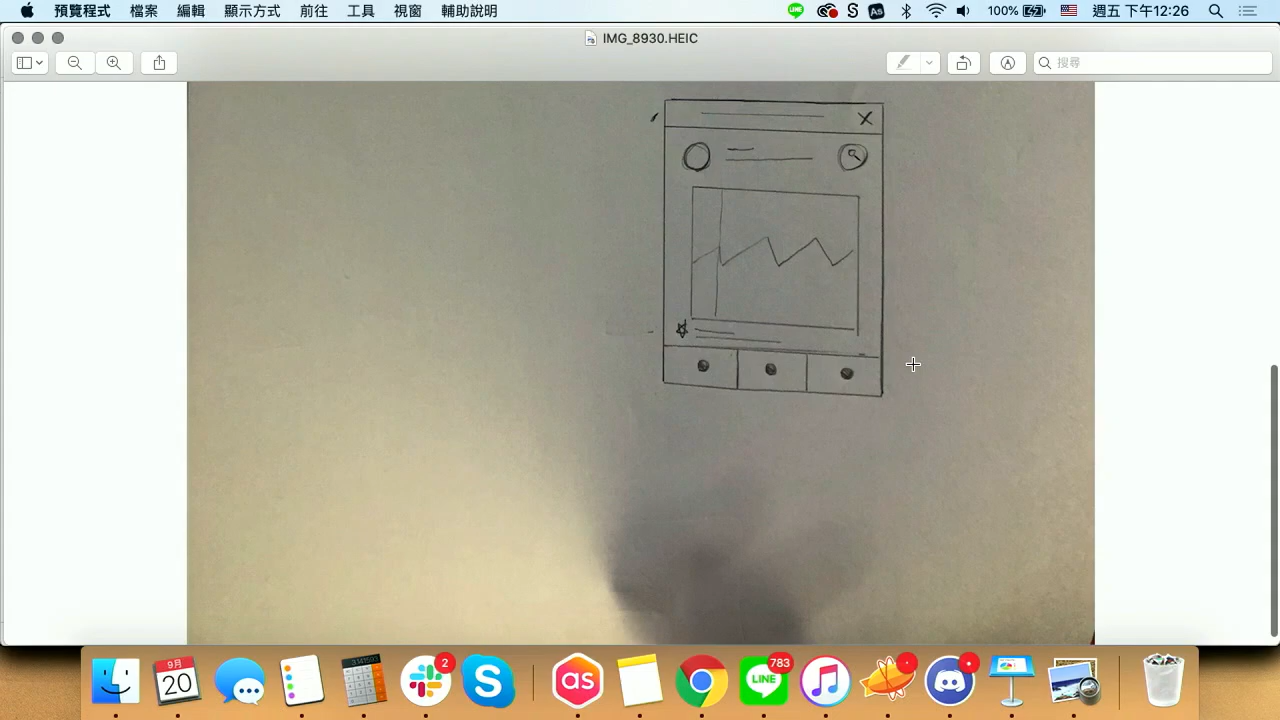 預覽程式 檔案 編輯 顯示方式 前往 工具 視窗 輔助說明 100% 週五 下午12:26
IMG_8930.HEIC
搜尋
9月
20
2
as
LINE
783